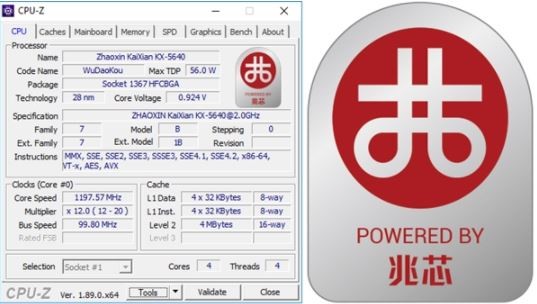 CPU-Z
CPU Caches Mainboard Memory SPD Graphics Bench About
Processor
Name Zhaoxin KaiXian KX-5640
Code Name WuDaoKou Max TDP 56.0 W
Package Socket 1367 HFCBGA
Technology 28 nm Core Voltage 0.924 V
POWERED BY
兆芯
Specification ZHAOXIN KaiXian KX-5640@2.0GHz
Family 7 Model B Stepping 0
Ext. Family 7 Ext. Model 1B Revision
Instructions MMX, SSE, SSE2, SSE3, SSSE3, SSE4.1, SSE4.2, x86-64,
VT-x, AES, AVX
Clocks (Core #0)
Core Speed 1197.57 MHz
Multiplier x 12.0 ( 12 - 20 )
Bus Speed 99.80 MHz
Rated FSB
Cache
L1 Data 4 x 32 KBytes 8-way
L1 Inst. 4 x 32 KBytes 8-way
Level 2 4 MBytes 16-way
Level 3
Selection Socket #1 Cores 4 Threads 4
CPU-Z Ver. 1.89.0.x64 Tools Validate Close
POWERED BY
兆芯